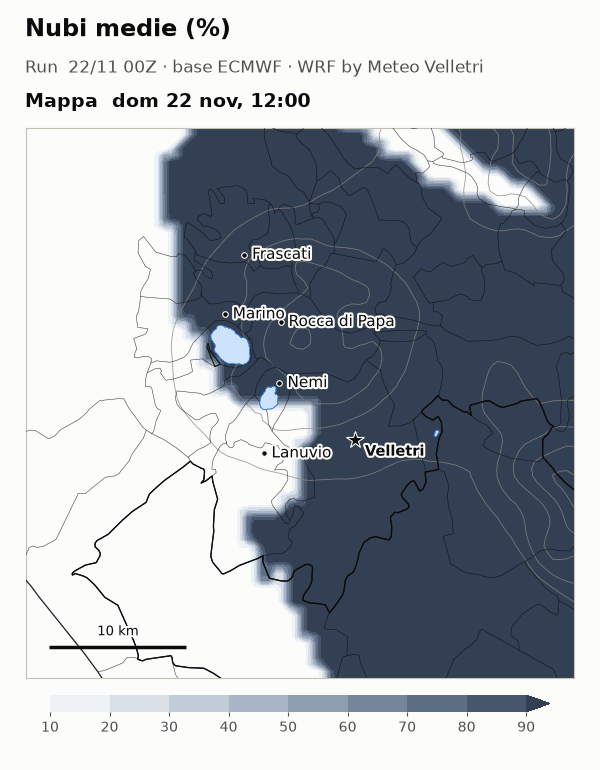 Nubi medie (%)
Run 22/11 00Z · base ECMWF · WRF by Meteo Velletri
Mappa dom 22 nov, 12:00
Frascati
Marino
Rocca di Papa
Nemi
Velletri
Lanuvio
10 km
10 20 30 40 50 60 70 80 90